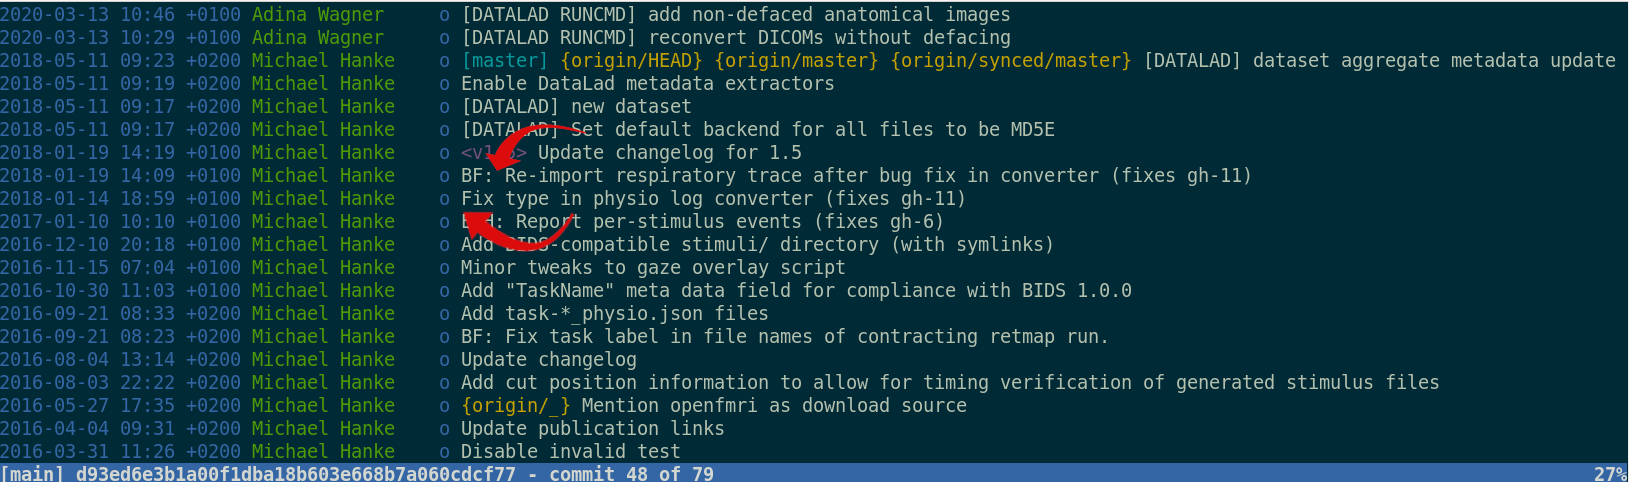 2020-03-13 10:46 +0100 Adina Wagner o [DATALAD RUNCMD] add non-defaced anatomical images
2020-03-13 10:29 +0100 Adina Wagner o [DATALAD RUNCMD] reconvert DICOMs without defacing
2018-05-11 09:23 +0200 Michael Hanke o [master] {origin/HEAD} {origin/master} {origin/synced/master} [DATALAD] dataset aggregate metadata update
2018-05-11 09:19 +0200 Michael Hanke o Enable DataLad metadata extractors
2018-05-11 09:17 +0200 Michael Hanke o [DATALAD] new dataset
2018-05-11 09:17 +0200 Michael Hanke o [DATALAD] Set default backend for all files to be MD5E
2018-01-19 14:19 +0100 Michael Hanke o Update changelog for 1.5
2018-01-19 14:09 +0100 Michael Hanke o BF: Re-import respiratory trace after bug fix in converter (fixes gh-11)
2018-01-14 18:59 +0100 Michael Hanke o Fix type in physio log converter (fixes gh-11)
2017-01-10 10:10 +0100 Michael Hanke o Report per-stimulus events (fixes gh-6)
2016-12-10 20:18 +0100 Michael Hanke o Add BIDS-compatible stimuli/ directory (with symlinks)
2016-11-15 07:04 +0100 Michael Hanke o Minor tweaks to gaze overlay script
2016-10-30 11:03 +0100 Michael Hanke o Add "TaskName" meta data field for compliance with BIDS 1.0.0
2016-09-21 08:33 +0200 Michael Hanke o Add task-*_physio.json files
2016-09-21 08:23 +0200 Michael Hanke o BF: Fix task label in file names of contracting retmap run.
2016-08-04 13:14 +0200 Michael Hanke o Update changelog
2016-08-03 22:22 +0200 Michael Hanke o Add cut position information to allow for timing verification of generated stimulus files
2016-05-27 17:35 +0200 Michael Hanke o {origin/_} Mention openfmri as download source
2016-04-04 09:31 +0200 Michael Hanke o Update publication links
2016-03-31 11:26 +0200 Michael Hanke o Disable invalid test
[main] d93ed6e3b1a00f1dba18b603e668b7a060cdcf77 - commit 48 of 79 27%